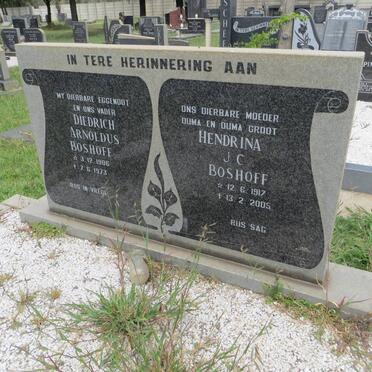 IN TERE HERINNERING AAN
MY DIERBARE EGGENOOT
EN ONS VADER
DIEDRICH
ARNOLDUS
BOSHOFF
☆ 3.12.1906
✝ 7.6.1973
RUS IN VREDE
ONS DIERBARE MOEDER
OUMA EN OUMA GROOT
HENDRINA
J C
BOSHOFF
☆ 12.6.1917
✝ 13.2.2005
RUS SAG